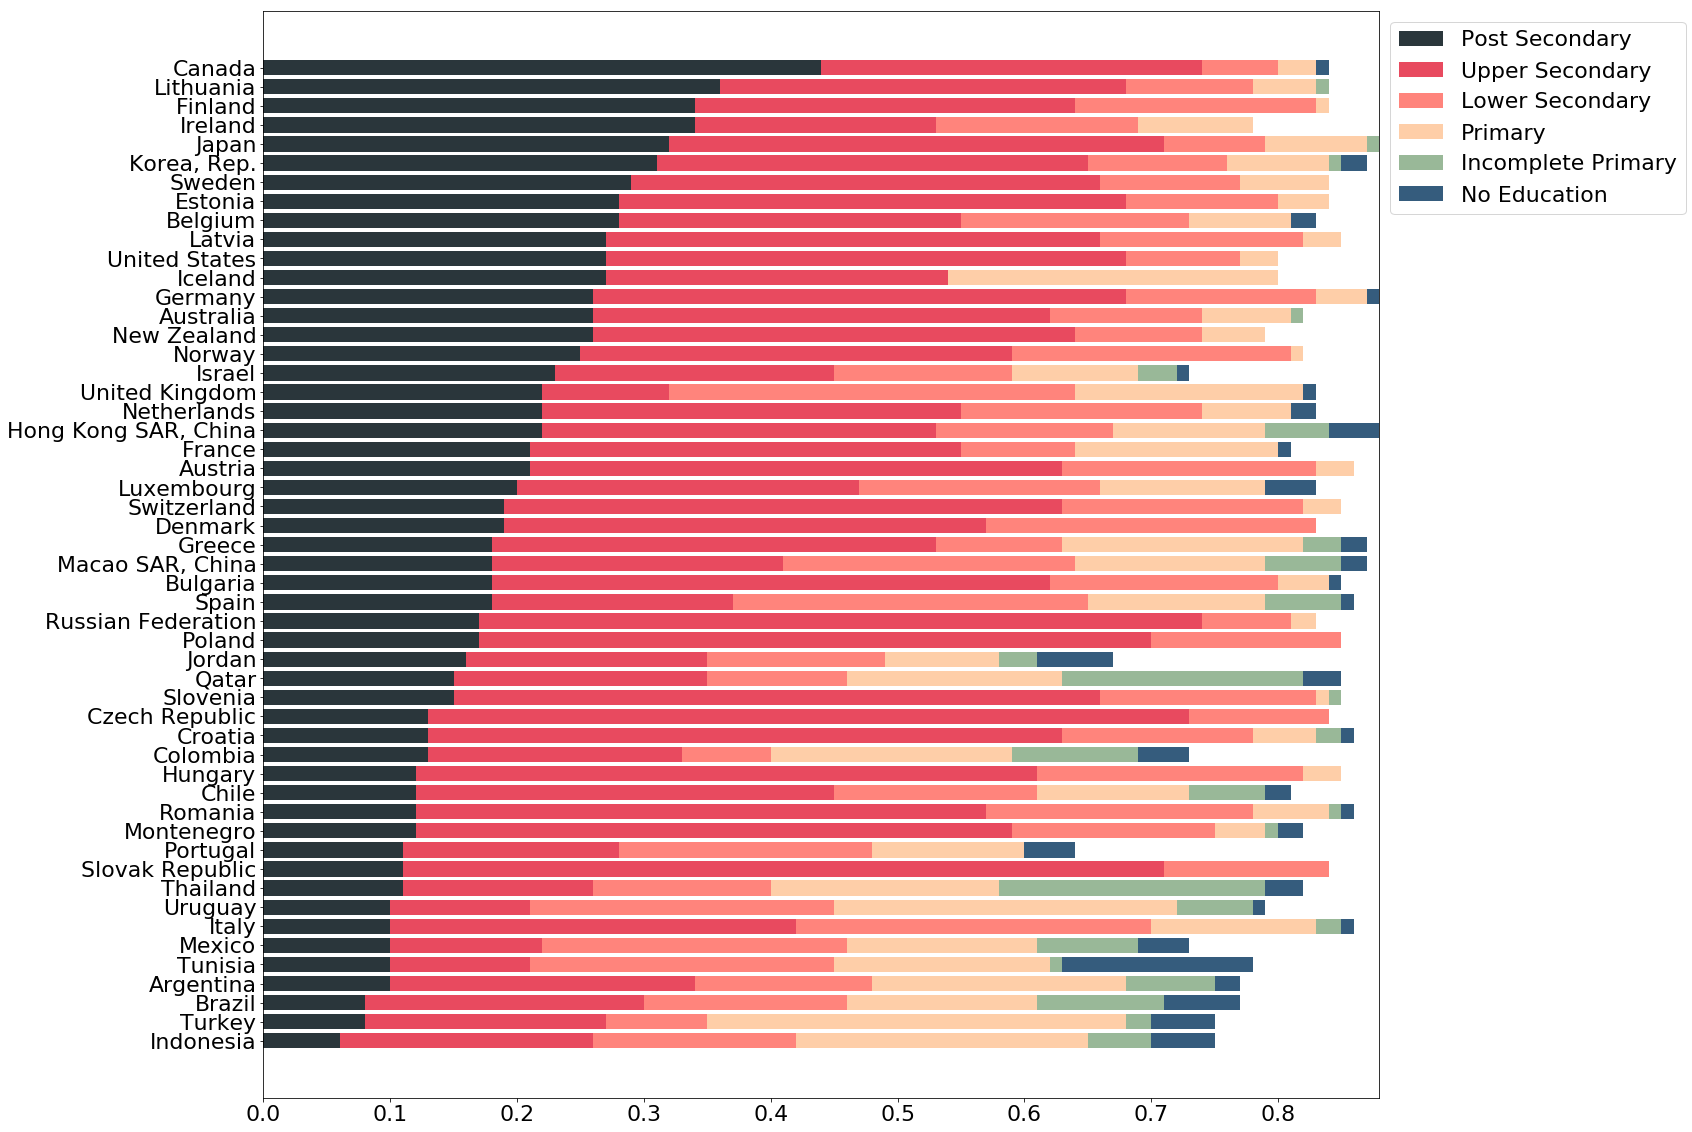 Canada
Lithuania
Finland
Ireland
Japan
Korea, Rep.
Sweden
Estonia
Belgium
Latvia
United States
Iceland
Germany
Australia
New Zealand
Norway
Israel
United Kingdom
Netherlands
Hong Kong SAR, China
France
Austria
Luxembourg
Switzerland
Denmark
Greece
Macao SAR, China
Bulgaria
Spain
Russian Federation
Poland
Jordan
Qatar
Slovenia
Czech Republic
Croatia
Colombia
Hungary
Chile
Romania
Montenegro
Portugal
Slovak Republic
Thailand
Uruguay
Italy
Mexico
Tunisia
Argentina
Brazil
Turkey
Indonesia
0.0 0.1 0.2 0.3 0.4 0.5 0.6 0.7 0.8
Post Secondary
Upper Secondary
Lower Secondary
Primary
Incomplete Primary
No Education